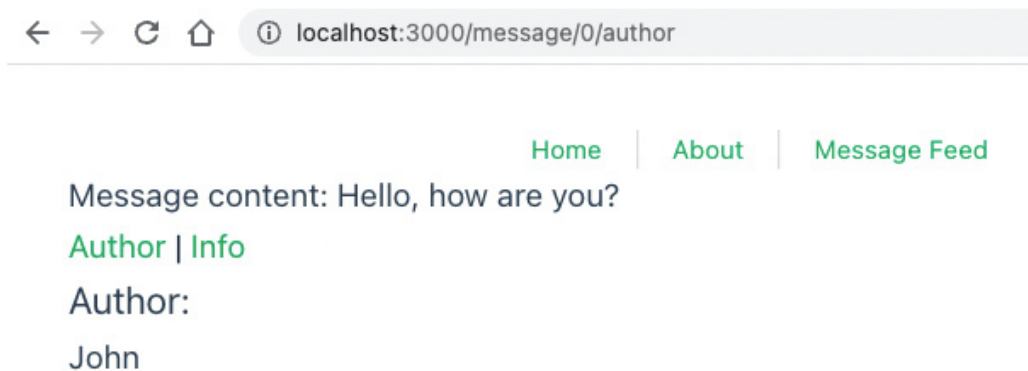 localhost:3000/message/0/author
Home | About | Message Feed
Message content: Hello, how are you?
Author | Info
Author:
John